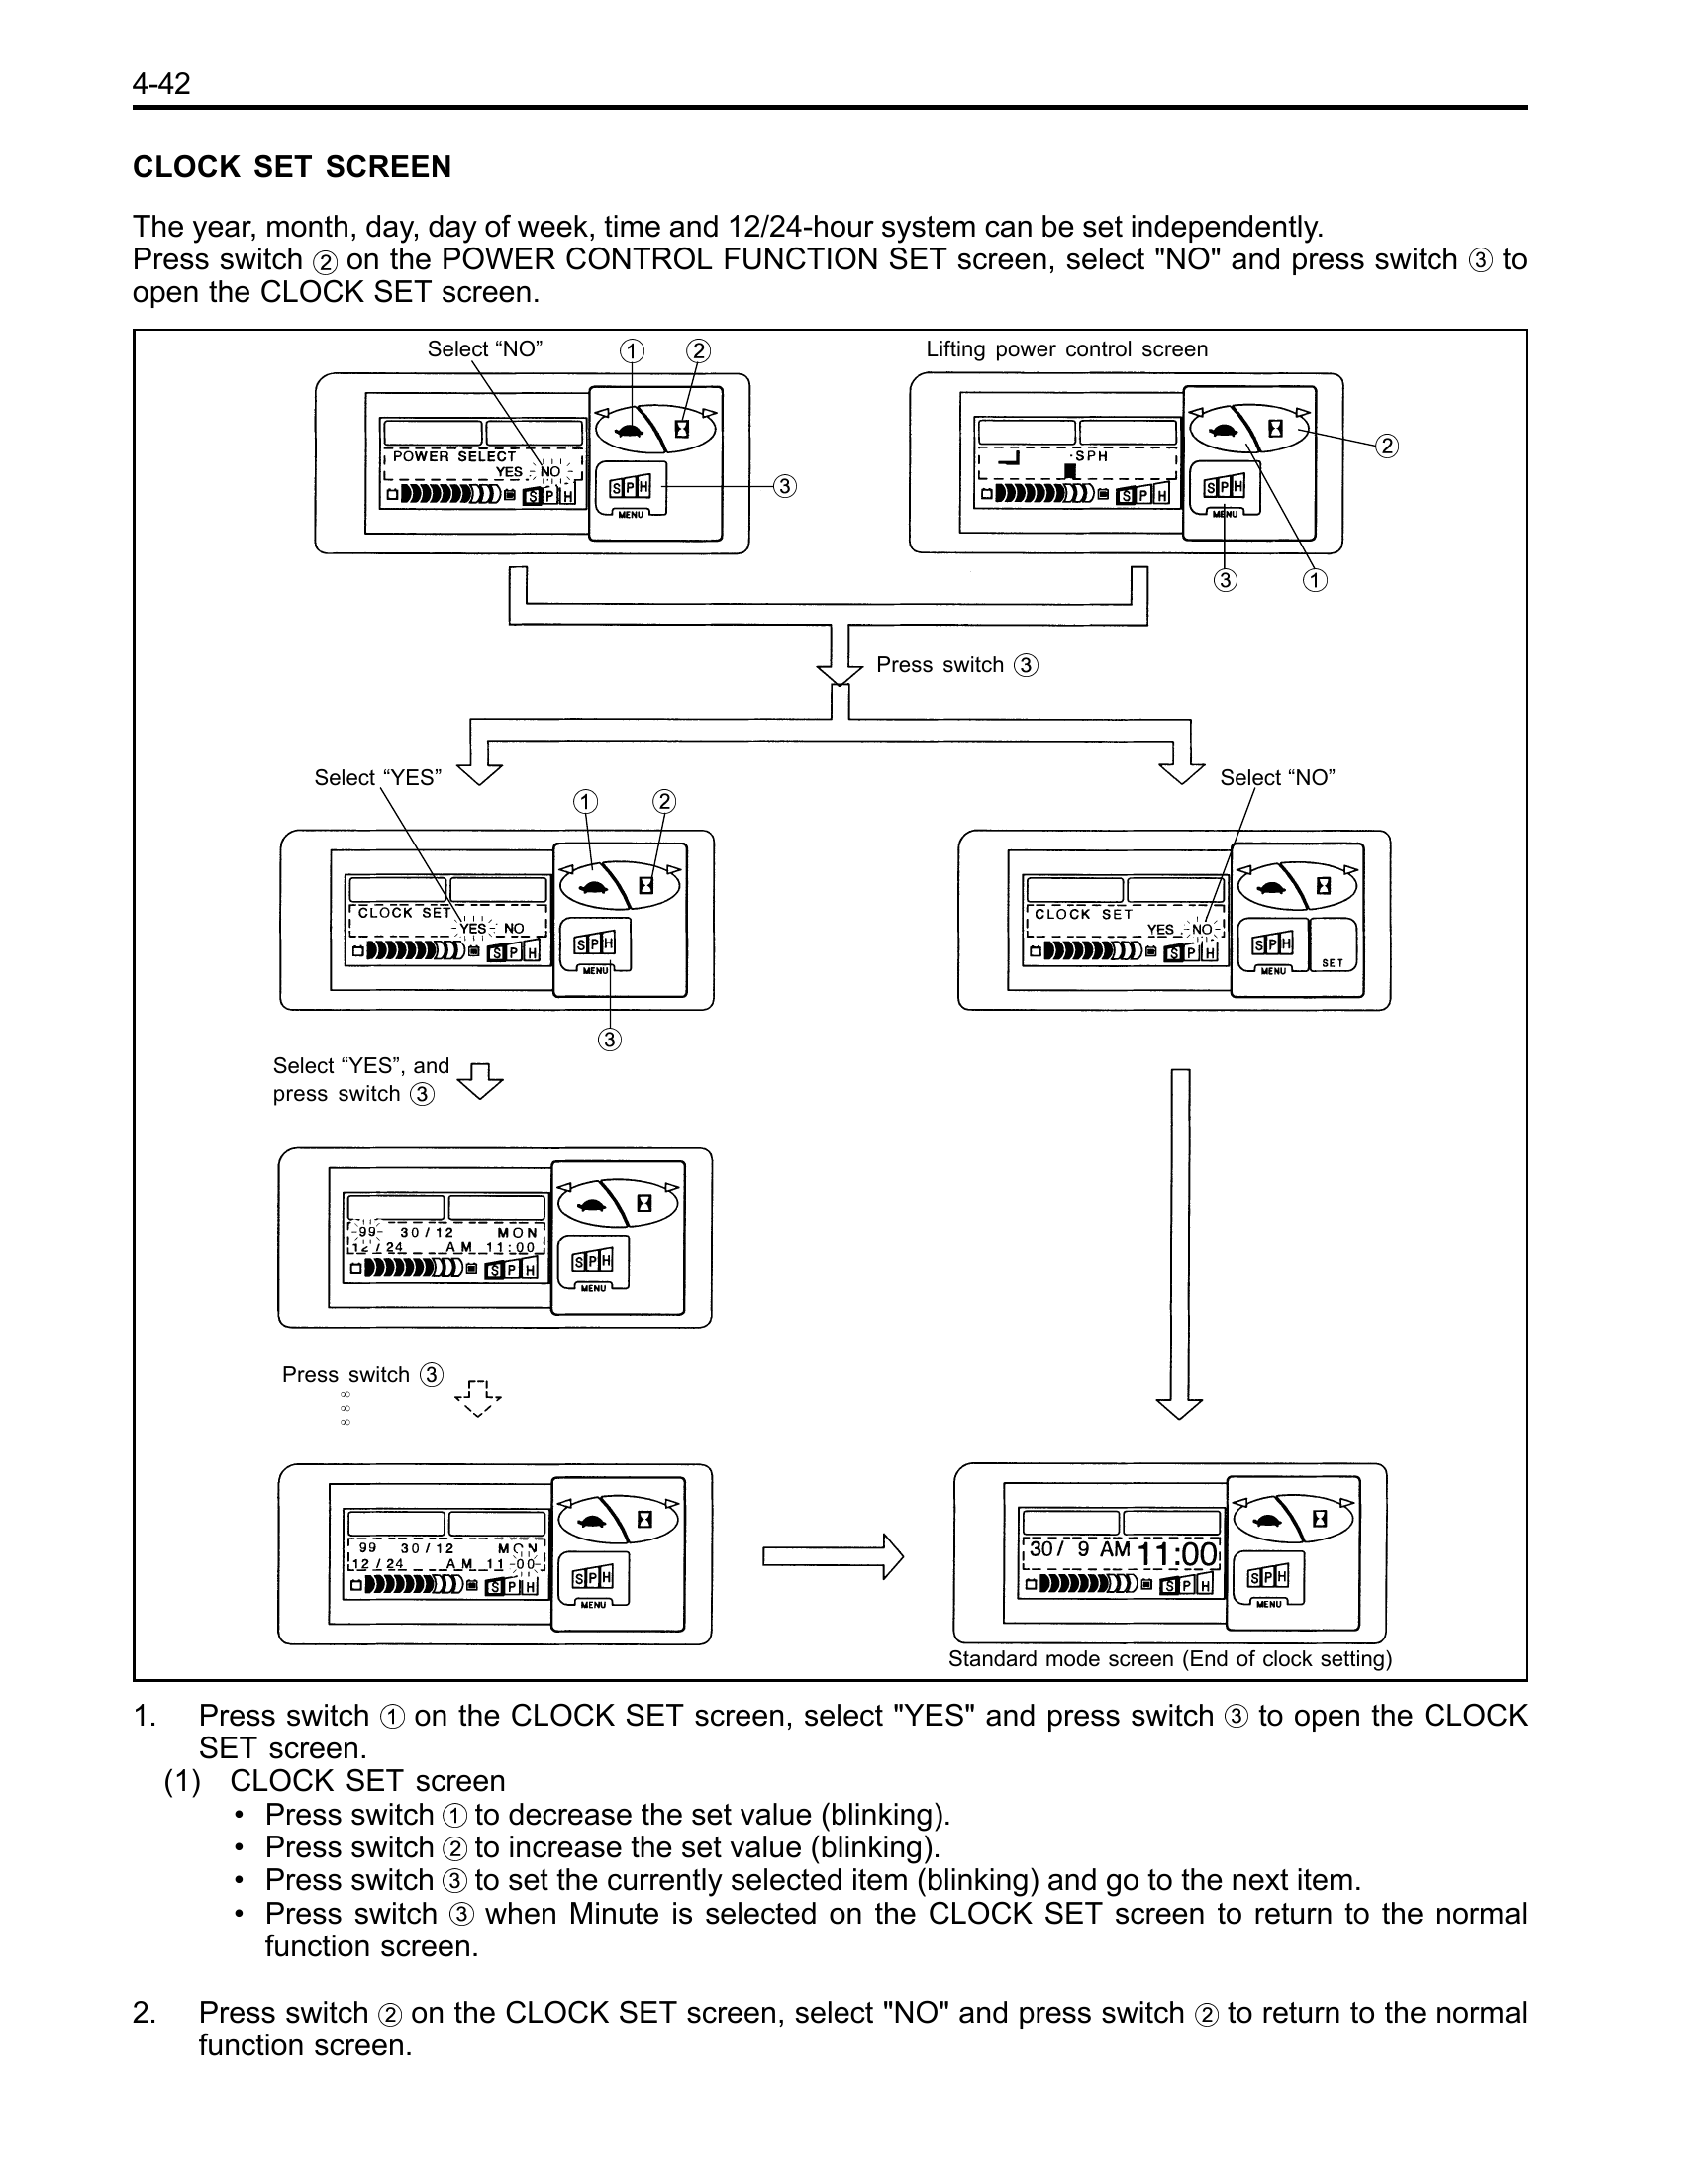 4-42
CLOCK SET SCREEN
The year, month, day, day of week, time and 12/24-hour system can be set independently.
Press switch ② on the POWER CONTROL FUNCTION SET screen, select "NO" and press switch ③ to
open the CLOCK SET screen.
Select “NO” ① ②
Lifting power control screen
POWER SELECT
YES NO
S P H
S P H
MENU
③
SPH
S P H
S P H
MENU
②
③ ①
Press switch ③
Select “YES”
Select “NO”
① ②
CLOCK SET
YES NO
S P H
S P H
MENU
③
CLOCK SET
YES NO
S P H
S P H
MENU
SET
Select “YES”, and
press switch ③
99 30/12 MON
12/24 AM 11:00
S P H
S P H
MENU
Press switch ③
∞
∞
∞
99 30/12 MON
12/24 AM 11 00
S P H
S P H
MENU
30/ 9 AM 11:00
S P H
S P H
MENU
Standard mode screen (End of clock setting)
1. Press switch ① on the CLOCK SET screen, select "YES" and press switch ③ to open the CLOCK
SET screen.
(1) CLOCK SET screen
• Press switch ① to decrease the set value (blinking).
• Press switch ② to increase the set value (blinking).
• Press switch ③ to set the currently selected item (blinking) and go to the next item.
• Press switch ③ when Minute is selected on the CLOCK SET screen to return to the normal
function screen.
2. Press switch ② on the CLOCK SET screen, select "NO" and press switch ② to return to the normal
function screen.